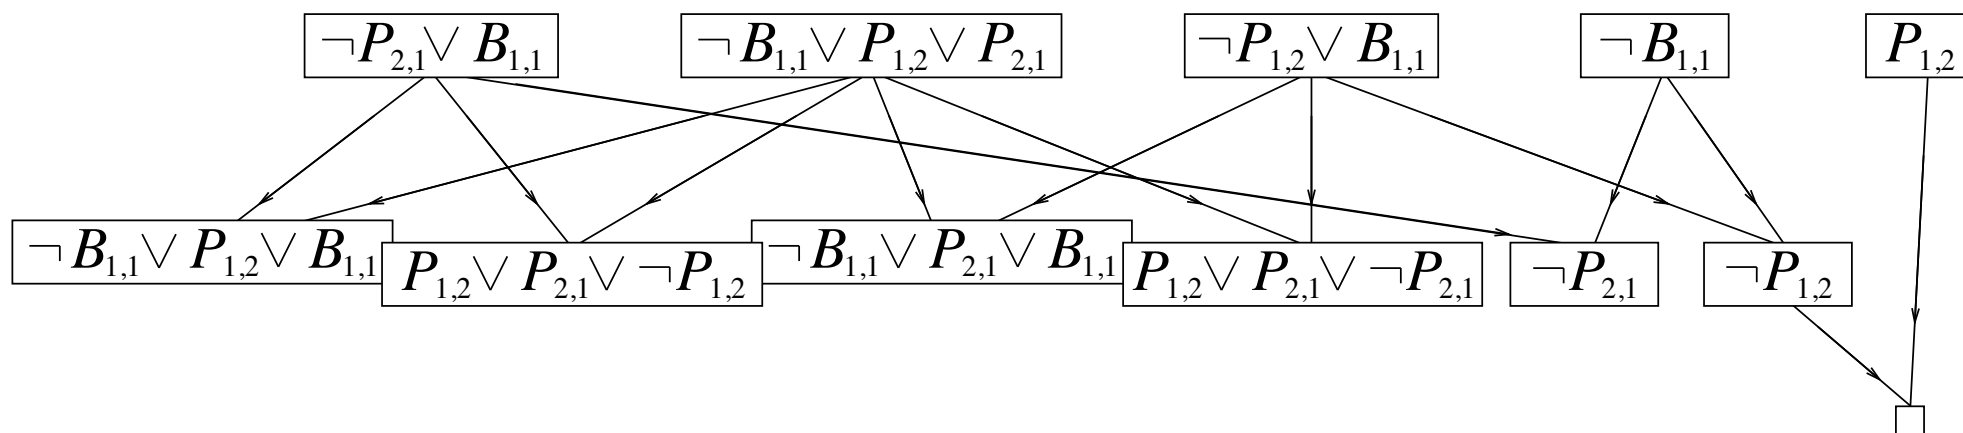 ¬P2,1 ∨ B1,1 ¬B1,1 ∨ P1,2 ∨ P2,1 ¬P1,2 ∨ B1,1 ¬B1,1 P1,2
¬B1,1 ∨ P1,2 ∨ B1,1 P1,2 ∨ P2,1 ∨ ¬P1,2 ¬B1,1 ∨ P2,1 ∨ B1,1 P1,2 ∨ P2,1 ∨ ¬P2,1 ¬P2,1 ¬P1,2